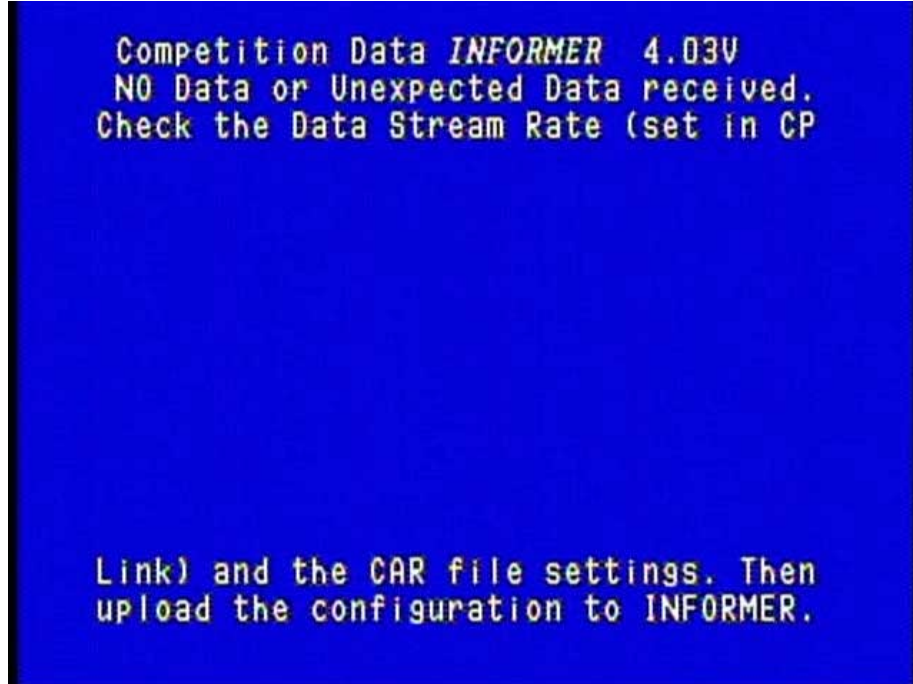 Competition Data INFORMER 4.03V
NO Data or Unexpected Data received.
Check the Data Stream Rate (set in CP
Link) and the CAR file settings. Then
upload the configuration to INFORMER.